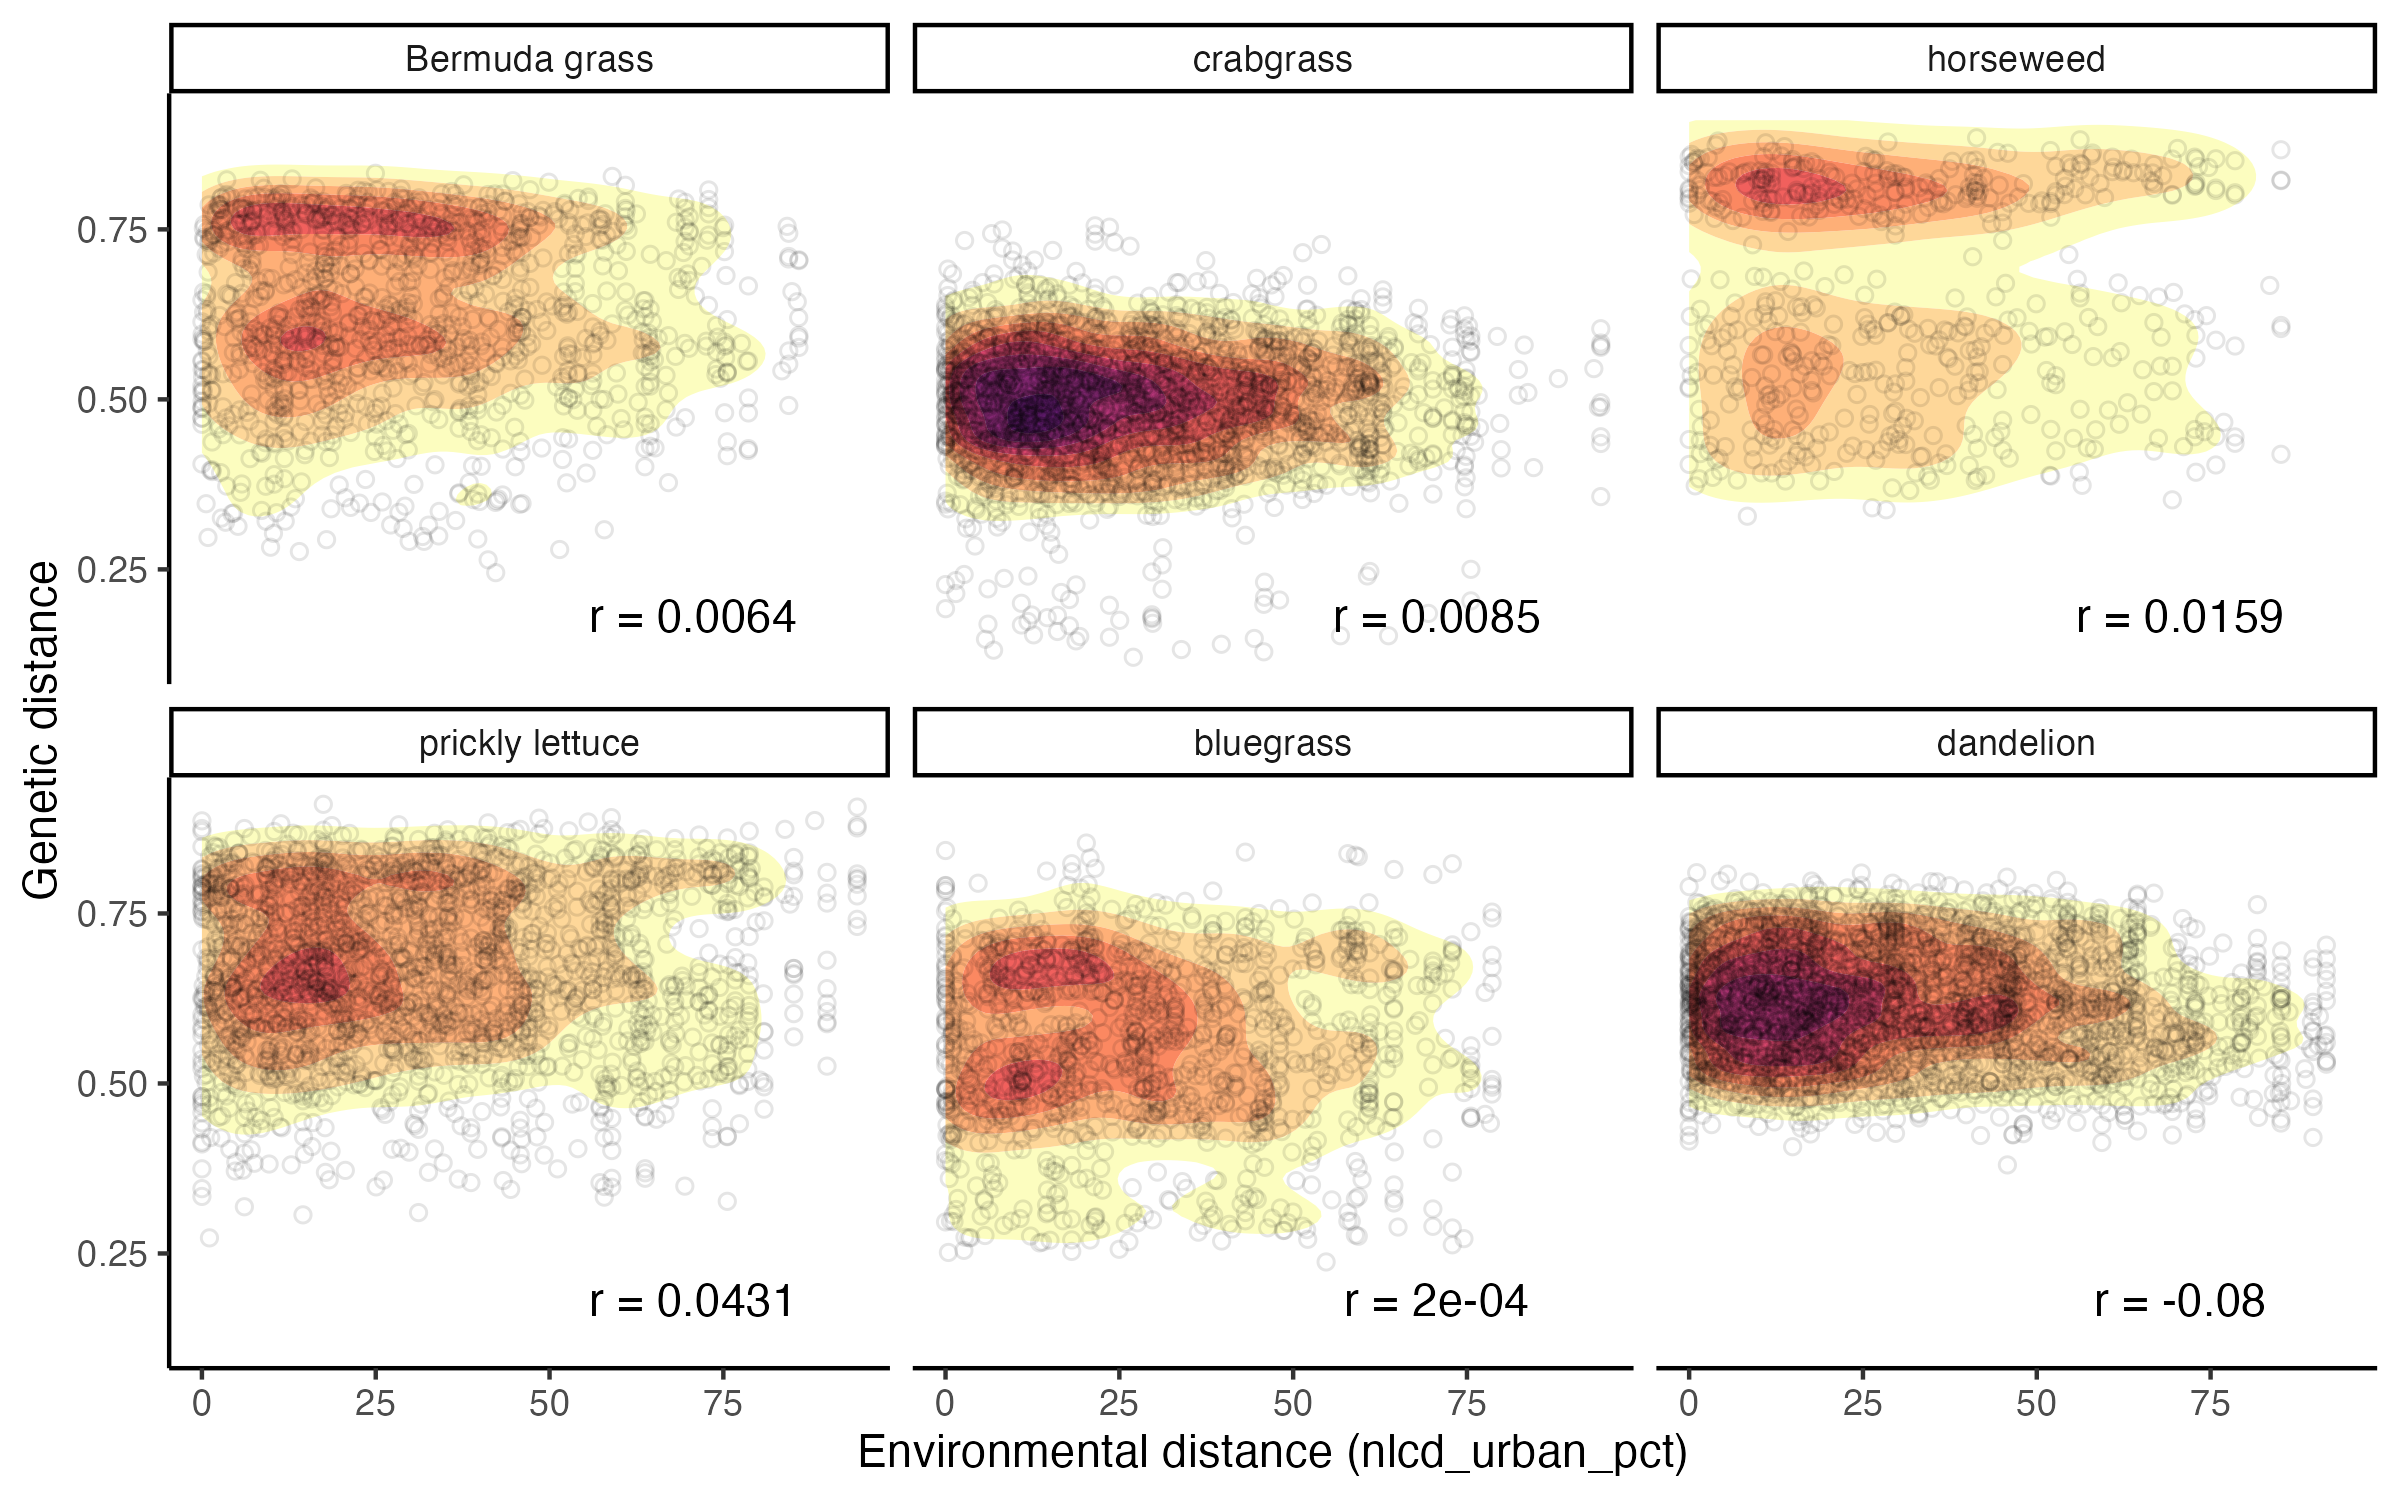 Bermuda grass
crabgrass
horseweed
0.75
0.50
0.25
r = 0.0064
r = 0.0085
r = 0.0159
Genetic distance
prickly lettuce
bluegrass
dandelion
0.75
0.50
0.25
r = 0.0431
r = 2e-04
r = -0.08
0 25 50 75
0 25 50 75
0 25 50 75
Environmental distance (nlcd_urban_pct)